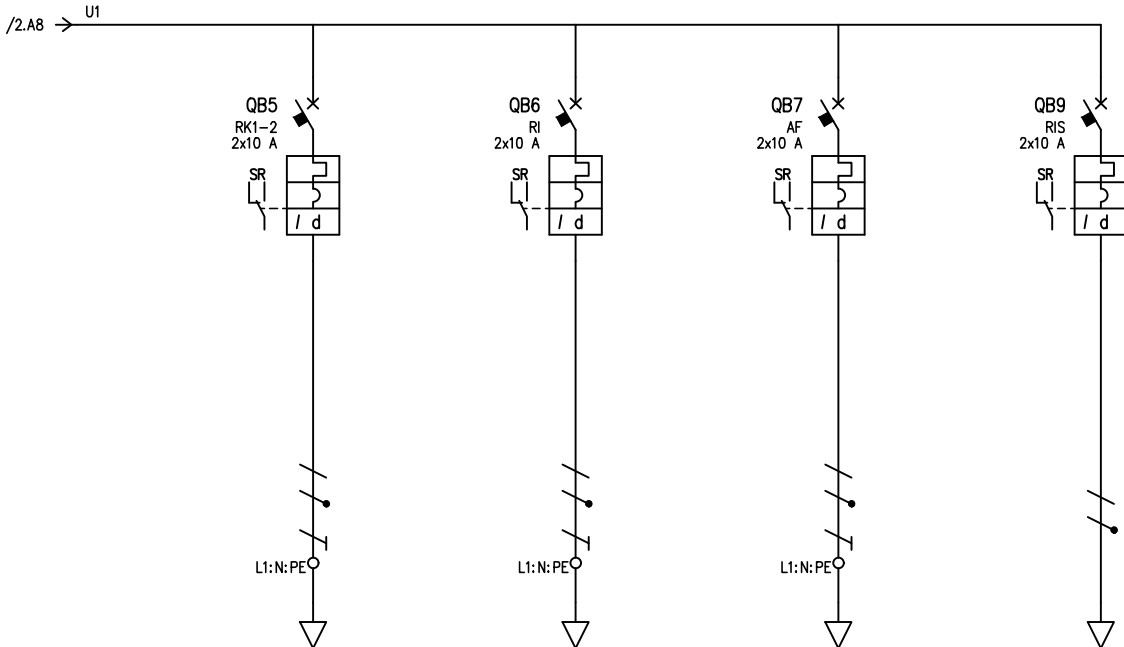 /2.A8
U1
QB5
RK1-2
2x10 A
SR
I d
L1:N:PE
QB6
RI
2x10 A
SR
I d
L1:N:PE
QB7
AF
2x10 A
SR
I d
L1:N:PE
QB9
RIS
2x10 A
SR
I d